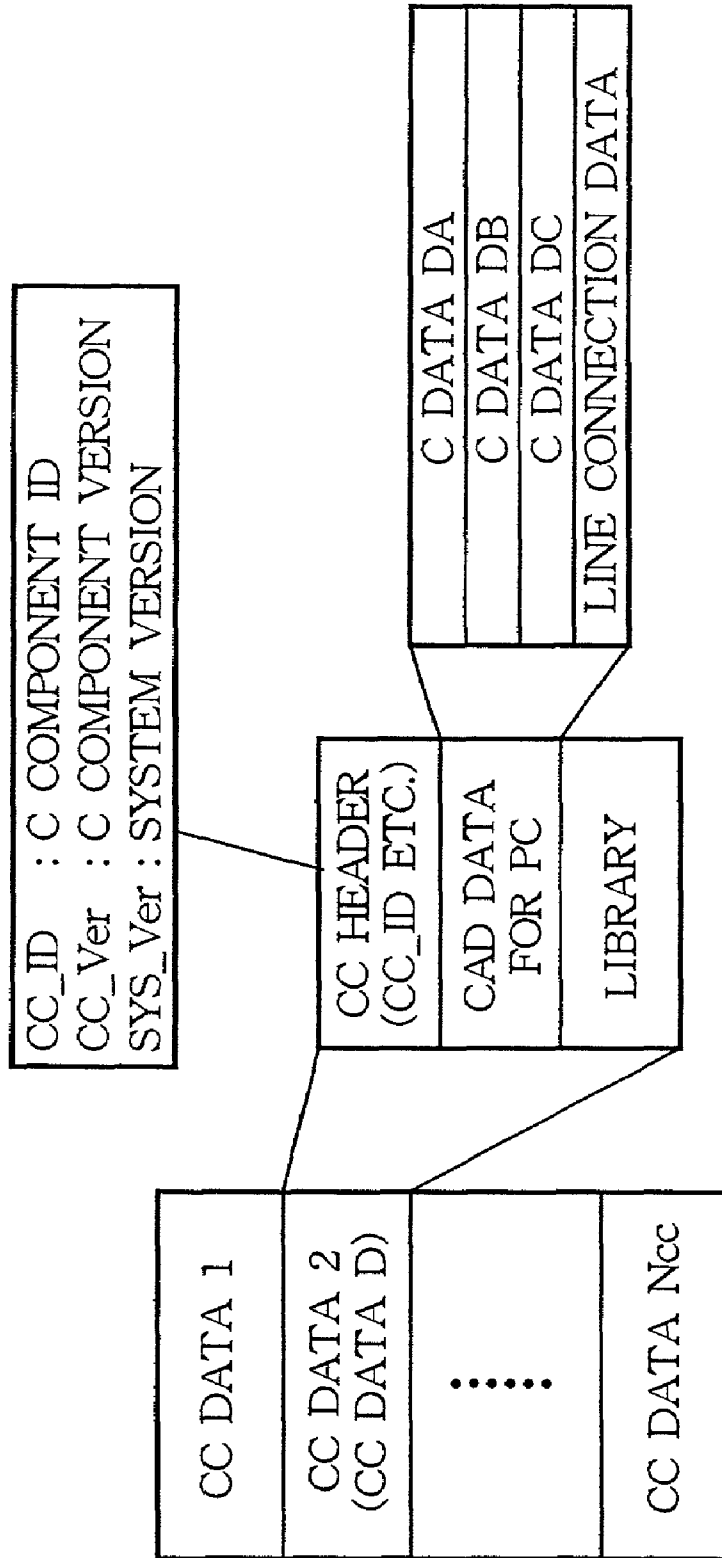 CC_ID : C COMPONENT ID
CC_Ver : C COMPONENT VERSION
SYS_Ver : SYSTEM VERSION
CC DATA 1
CC DATA 2
(CC DATA D)
······
CC DATA Ncc
CC HEADER
(CC_ID ETC.)
CAD DATA
FOR PC
LIBRARY
C DATA DA
C DATA DB
C DATA DC
LINE CONNECTION DATA